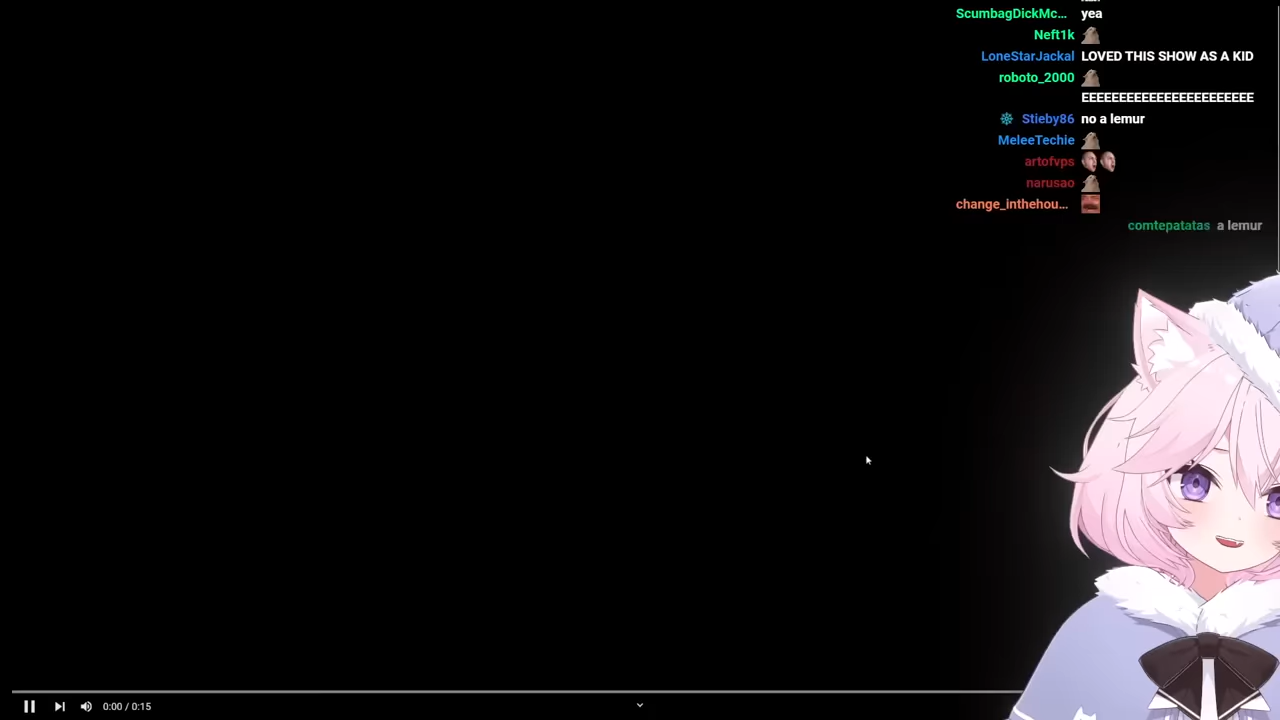 ScumbagDickMc... yea
Neft1k
LoneStarJackal LOVED THIS SHOW AS A KID
roboto_2000
EEEEEEEEEEEEEEEEEEEEEEE
Stieby86 no a lemur
MeleeTechie
artofvps
narusao
change_inthehou...
comtepatatas a lemur
0:00 / 0:15